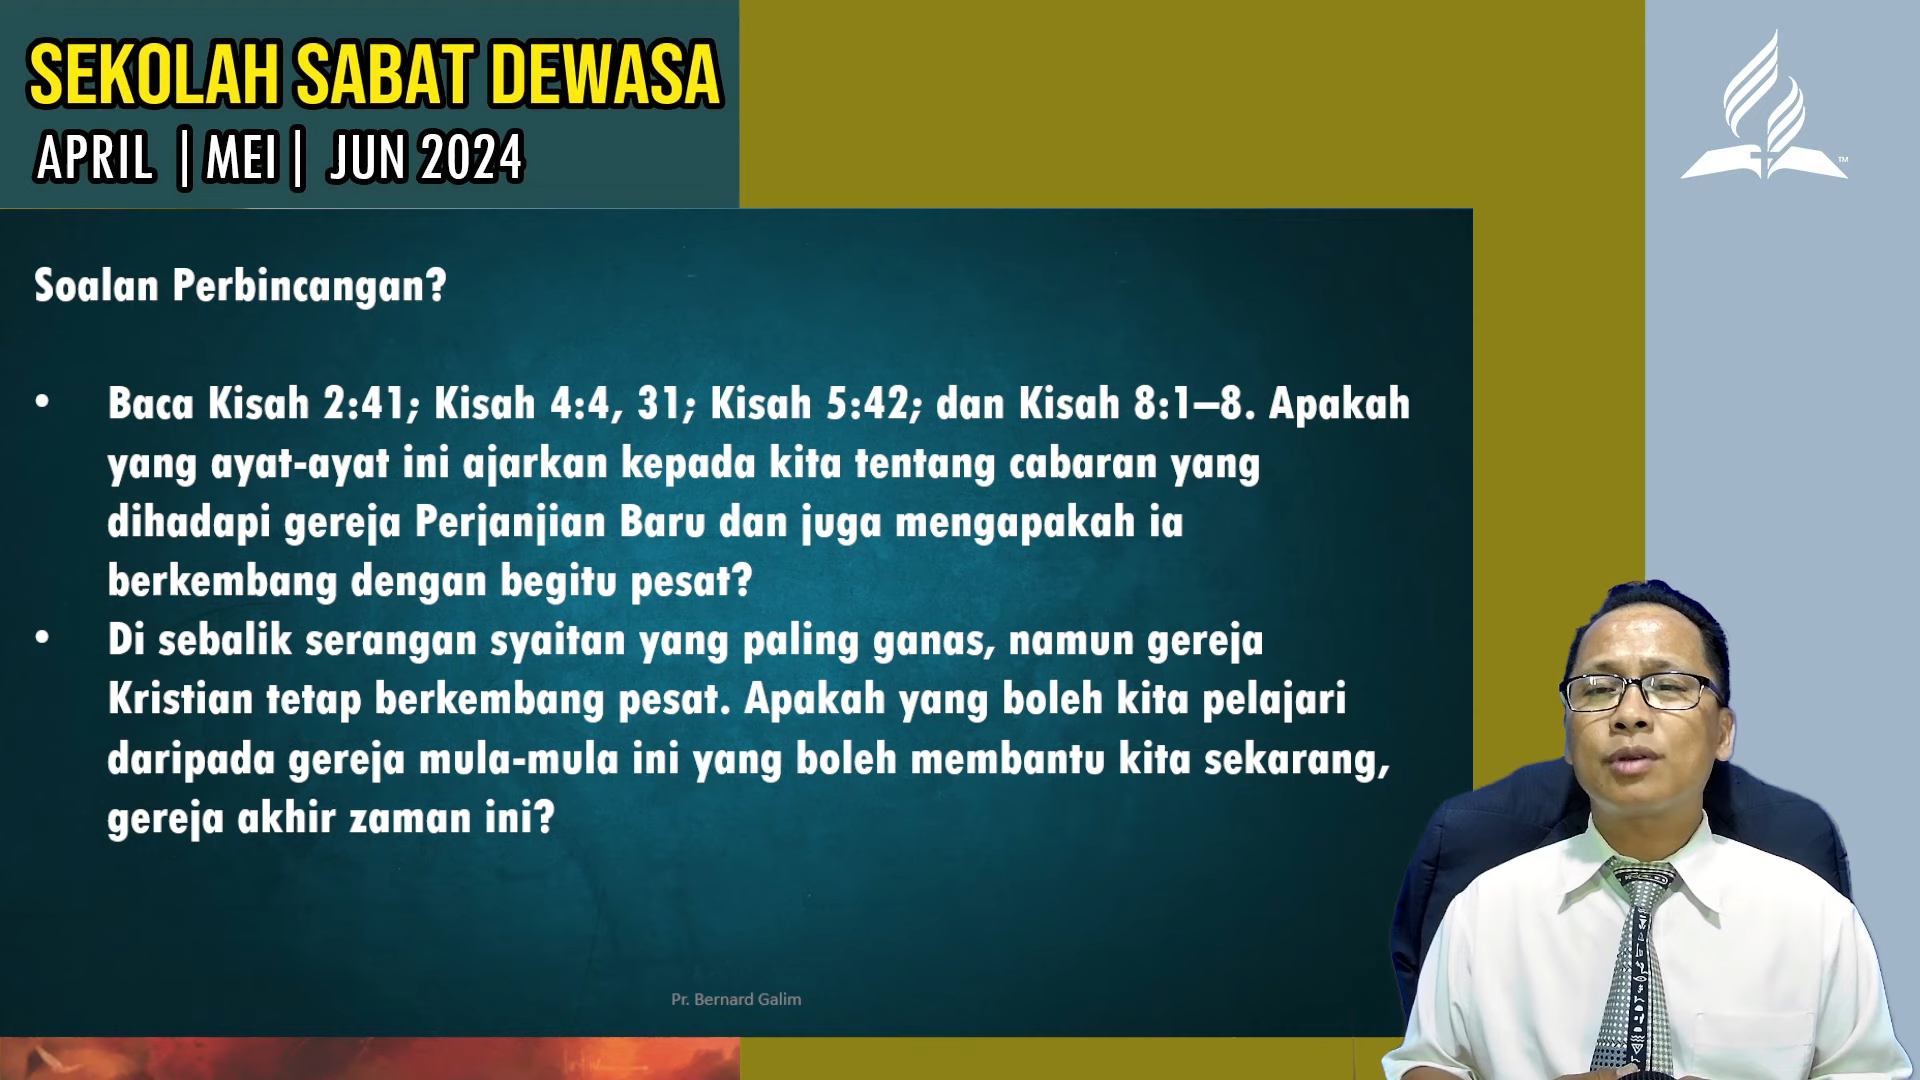 SEKOLAH SABAT DEWASA
APRIL | MEI | JUN 2024
TM
Soalan Perbincangan?
• Baca Kisah 2:41; Kisah 4:4, 31; Kisah 5:42; dan Kisah 8:1–8. Apakah
yang ayat-ayat ini ajarkan kepada kita tentang cabaran yang
dihadapi gereja Perjanjian Baru dan juga mengapakah ia
berkembang dengan begitu pesat?
• Di sebalik serangan syaitan yang paling ganas, namun gereja
Kristian tetap berkembang pesat. Apakah yang boleh kita pelajari
daripada gereja mula-mula ini yang boleh membantu kita sekarang,
gereja akhir zaman ini?
Pr. Bernard Galim